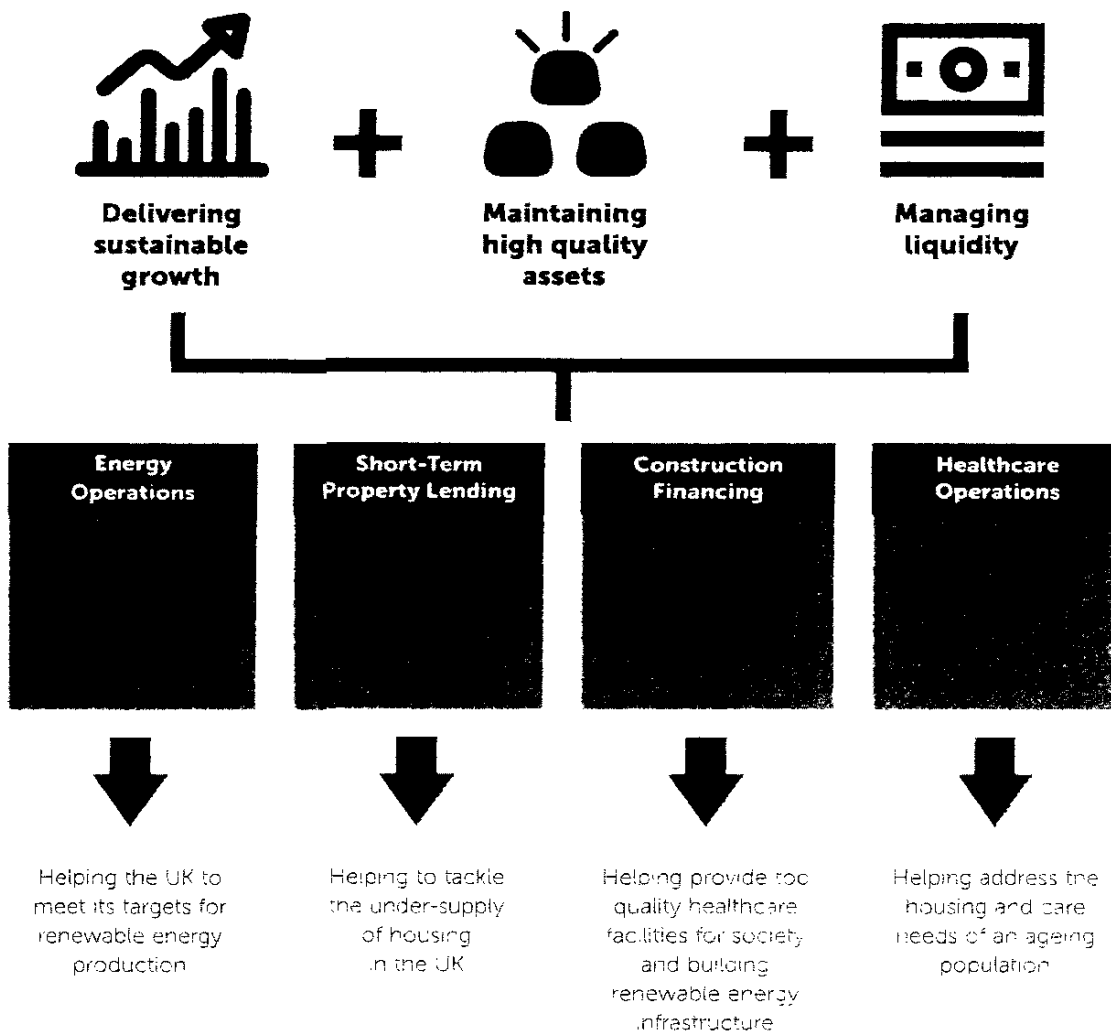 Delivering
sustainable
growth
Maintaining
high quality
assets
Managing
liquidity
Energy
Operations
Short-Term
Property Lending
Construction
Financing
Healthcare
Operations
Helping the UK to
meet its targets for
renewable energy
production
Helping to tackle
the under-supply
of housing
in the UK
Helping provide top
quality healthcare
facilities for society
and building
renewable energy
infrastructure
Helping address the
housing and care
needs of an ageing
population